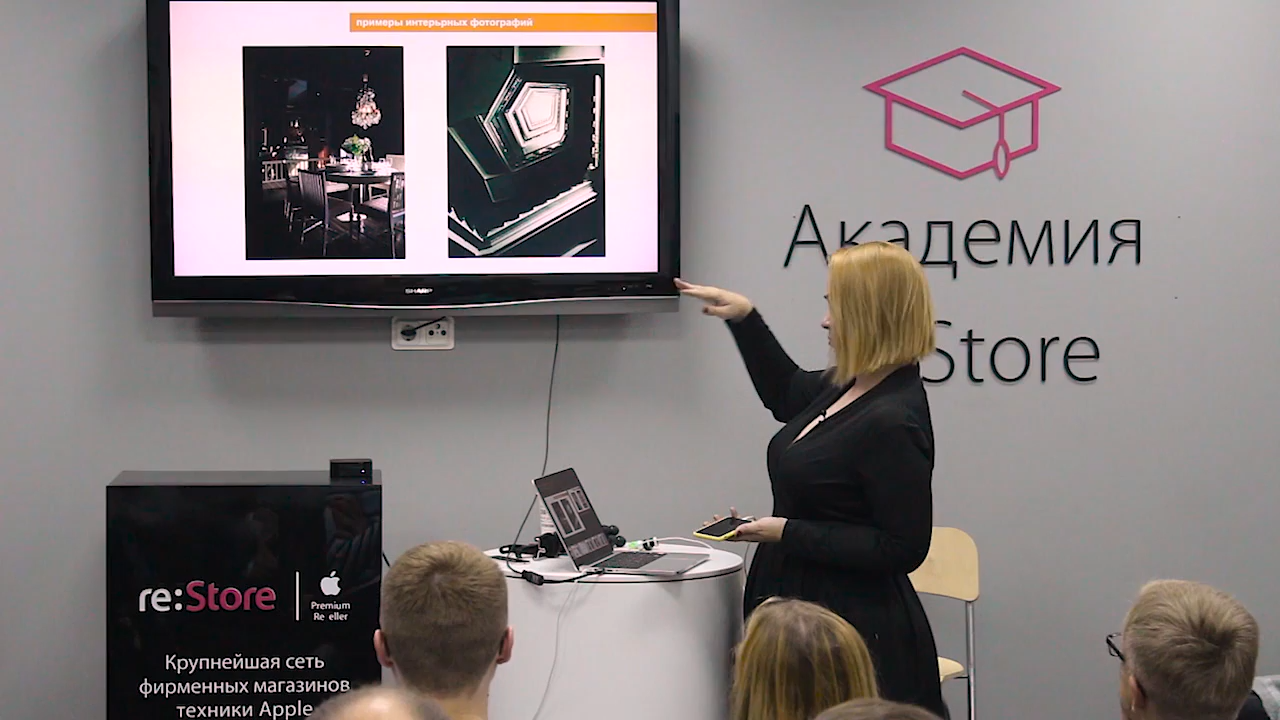 примеры интерьрных фотографий
SHARP
Академия
Store
re:Store
Premium
Re eller
Крупнейшая сеть
фирменных магазинов
техники Apple